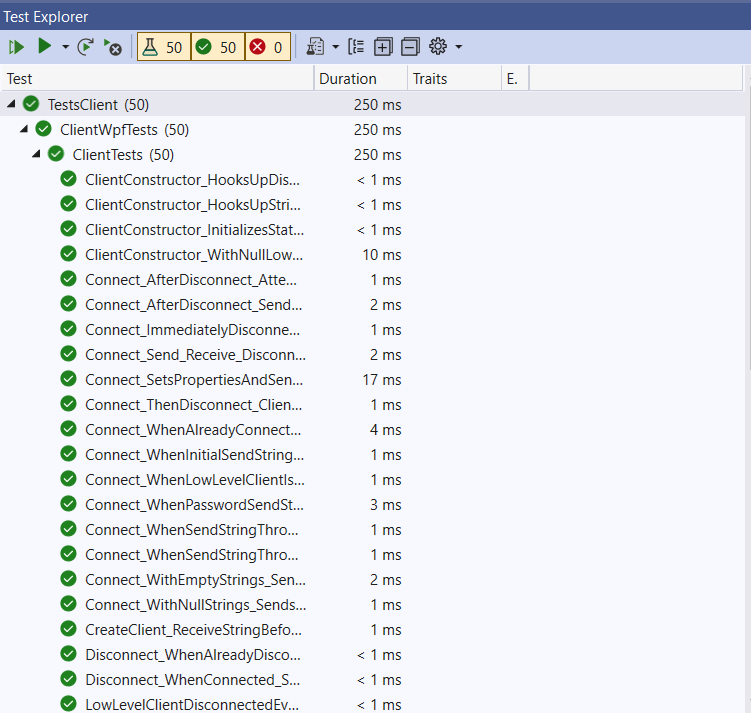 Test Explorer
50 50 0
Test Duration Traits E.
TestsClient (50) 250 ms
ClientWpfTests (50) 250 ms
ClientTests (50) 250 ms
ClientConstructor_HooksUpDis... < 1 ms
ClientConstructor_HooksUpStri... < 1 ms
ClientConstructor_InitializesStat... < 1 ms
ClientConstructor_WithNullLow... 10 ms
Connect_AfterDisconnect_Atte... 1 ms
Connect_AfterDisconnect_Send... 2 ms
Connect_ImmediatelyDisconne... 1 ms
Connect_Send_Receive_Disconn... 2 ms
Connect_SetsPropertiesAndSen... 17 ms
Connect_ThenDisconnect_Clien... 1 ms
Connect_WhenAlreadyConnect... 4 ms
Connect_WhenInitialSendString... 1 ms
Connect_WhenLowLevelClientIs... 1 ms
Connect_WhenPasswordSendSt... 3 ms
Connect_WhenSendStringThro... 1 ms
Connect_WhenSendStringThro... 1 ms
Connect_WithEmptyStrings_Sen... 2 ms
Connect_WithNullStrings_Sends... 1 ms
CreateClient_ReceiveStringBefo... 1 ms
Disconnect_WhenAlreadyDisco... < 1 ms
Disconnect_WhenConnected_S... < 1 ms
LowLevelClientDisconnectedEv... < 1 ms